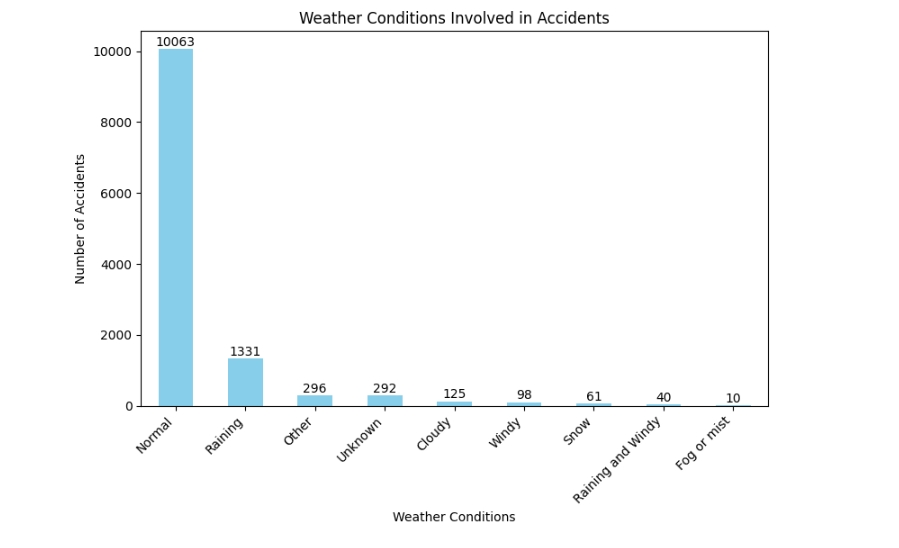 Weather Conditions Involved in Accidents
Number of Accidents
10000
8000
6000
4000
2000
0
10063
1331
296
292
125
98
61
40
10
Normal
Raining
Other
Unknown
Cloudy
Windy
Snow
Raining and Windy
Fog or mist
Weather Conditions